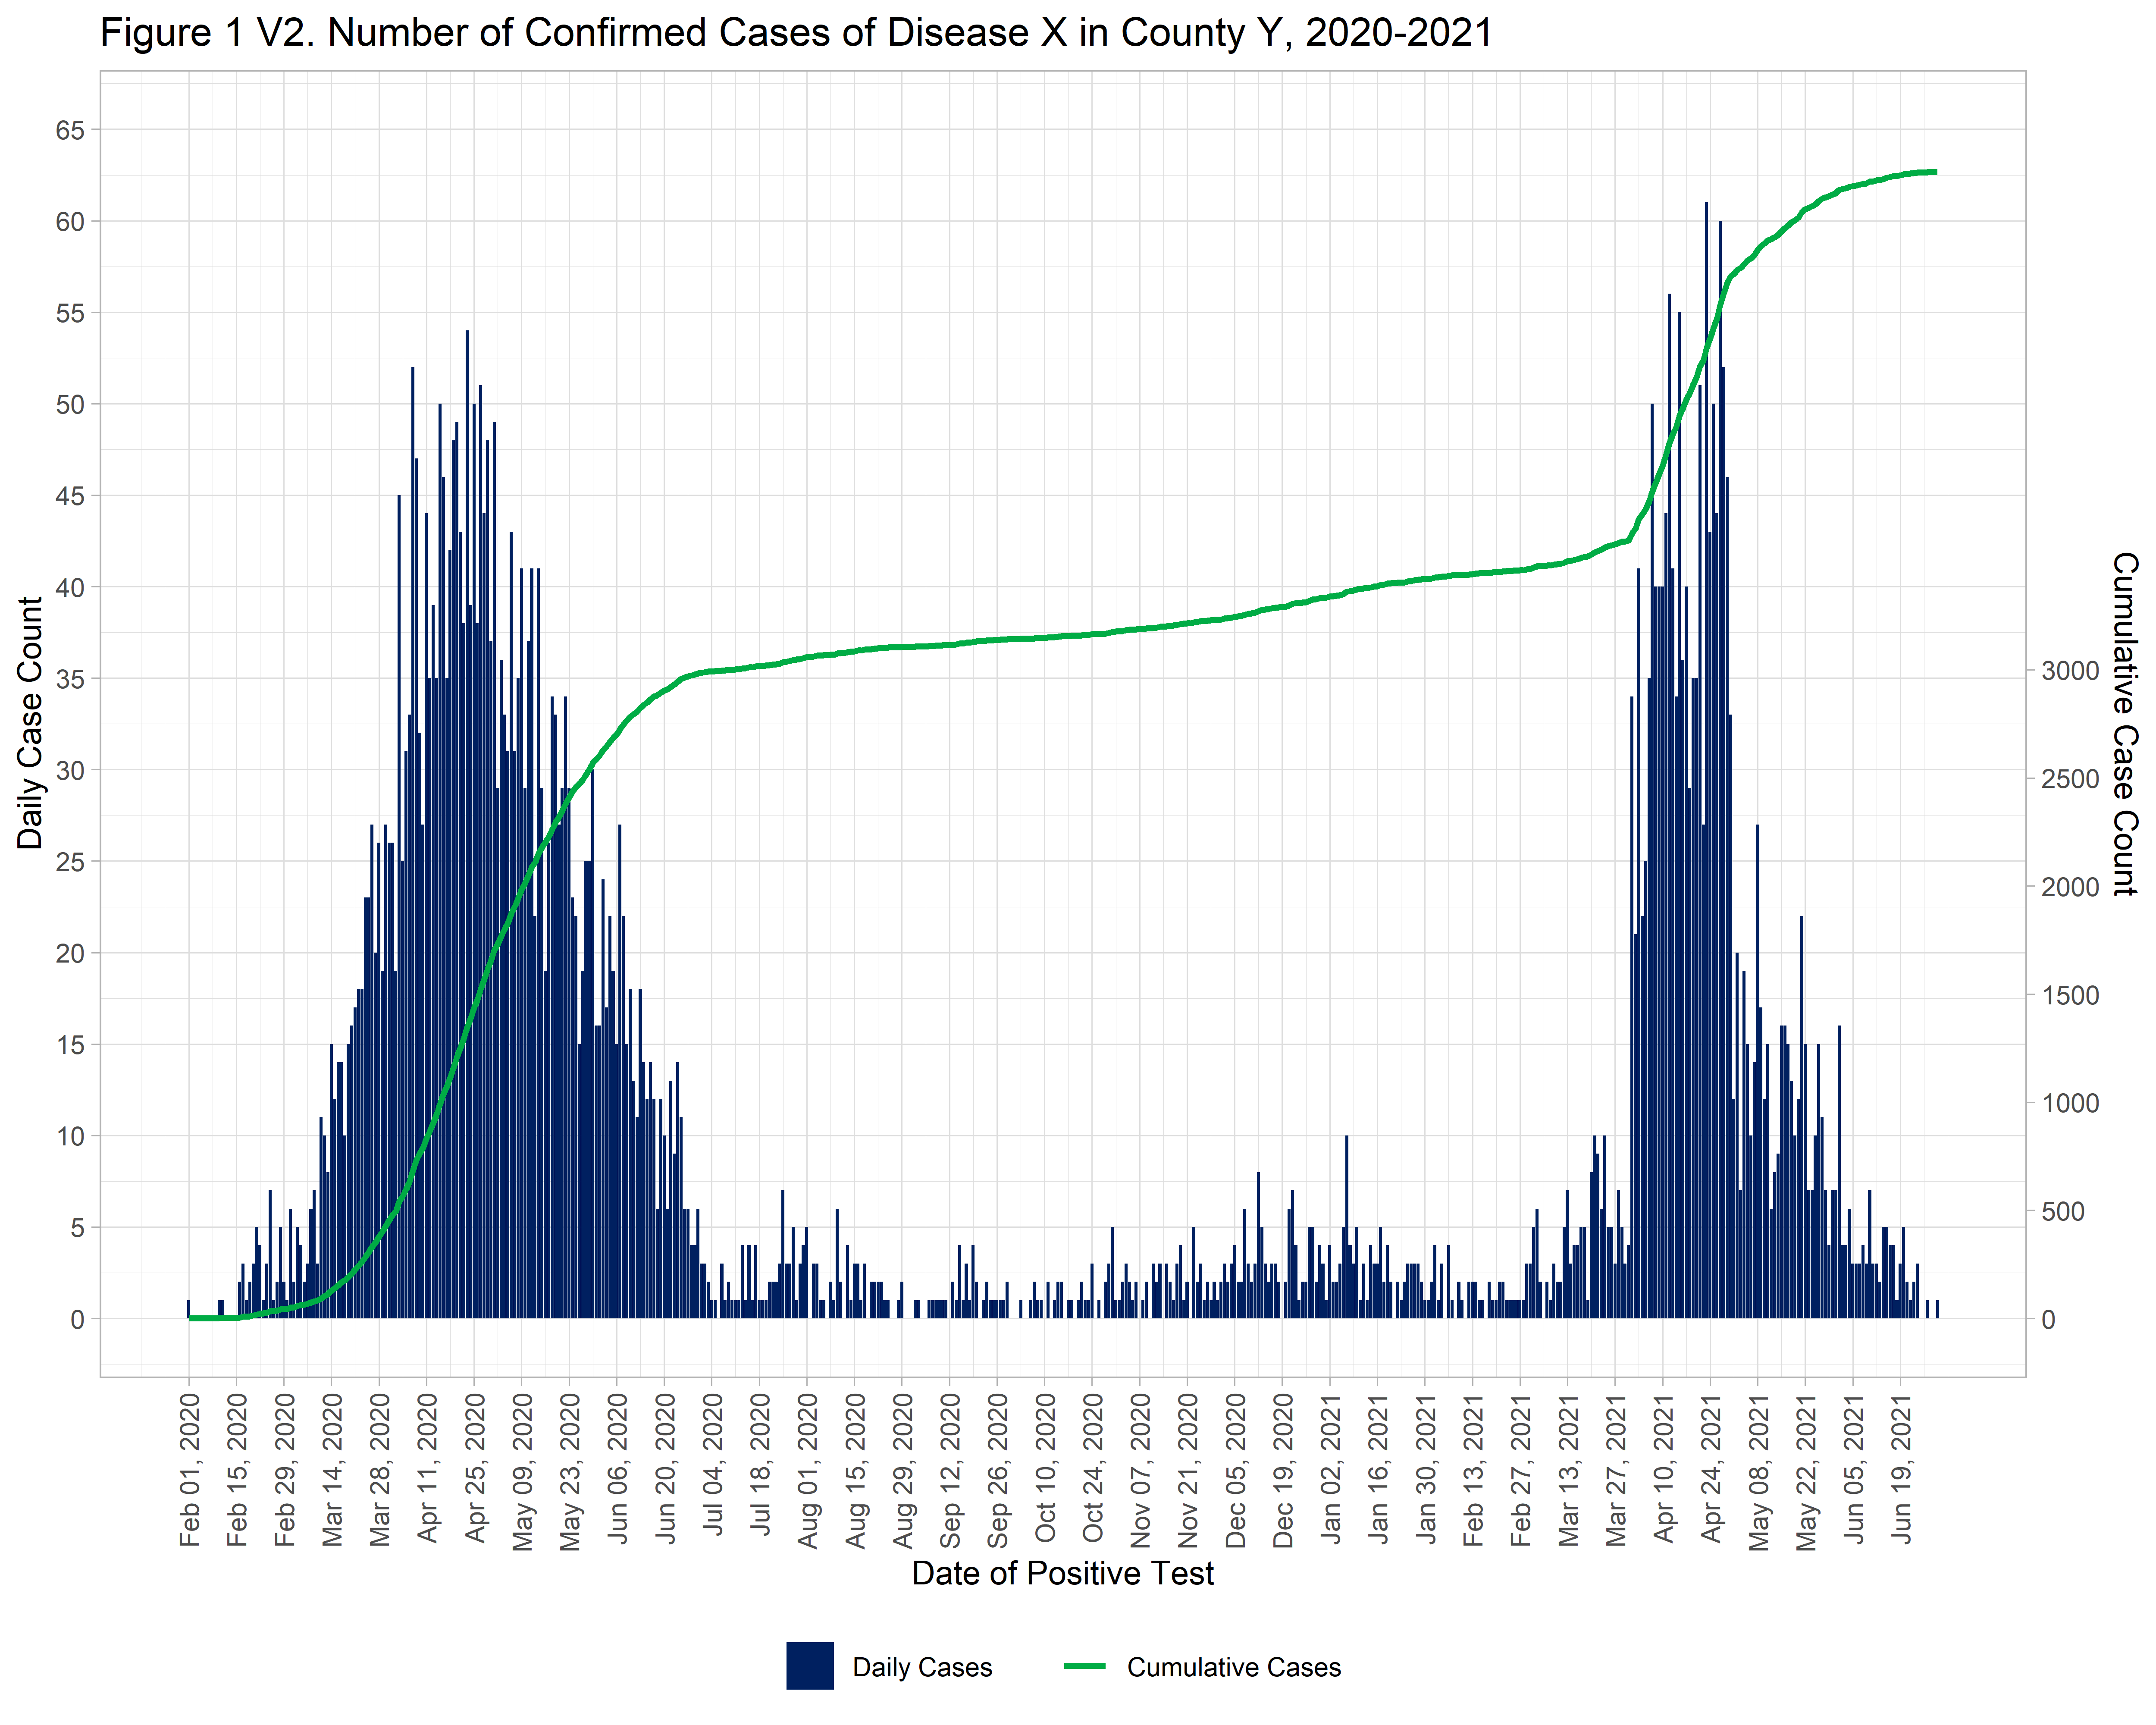 Figure 1 V2. Number of Confirmed Cases of Disease X in County Y, 2020-2021
Daily Case Count
65
60
55
50
45
40
35
30
25
20
15
10
5
0
Cumulative Case Count
3000
2500
2000
1500
1000
500
0
Feb 01, 2020
Feb 15, 2020
Feb 29, 2020
Mar 14, 2020
Mar 28, 2020
Apr 11, 2020
Apr 25, 2020
May 09, 2020
May 23, 2020
Jun 06, 2020
Jun 20, 2020
Jul 04, 2020
Jul 18, 2020
Aug 01, 2020
Aug 15, 2020
Aug 29, 2020
Sep 12, 2020
Sep 26, 2020
Oct 10, 2020
Oct 24, 2020
Nov 07, 2020
Nov 21, 2020
Dec 05, 2020
Dec 19, 2020
Jan 02, 2021
Jan 16, 2021
Jan 30, 2021
Feb 13, 2021
Feb 27, 2021
Mar 13, 2021
Mar 27, 2021
Apr 10, 2021
Apr 24, 2021
May 08, 2021
May 22, 2021
Jun 05, 2021
Jun 19, 2021
Date of Positive Test
Daily Cases
Cumulative Cases